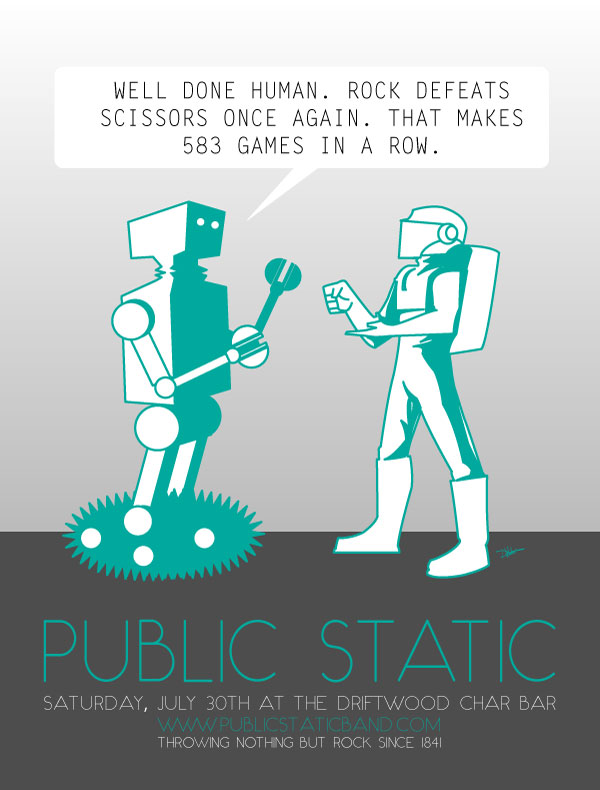 WELL DONE HUMAN. ROCK DEFEATS
SCISSORS ONCE AGAIN. THAT MAKES
583 GAMES IN A ROW.
PUBLIC STATIC
SATURDAY, JULY 30TH AT THE DRIFTWOOD CHAR BAR
WWW.PUBLICSTATICBAND.COM
THROWING NOTHING BUT ROCK SINCE 1841